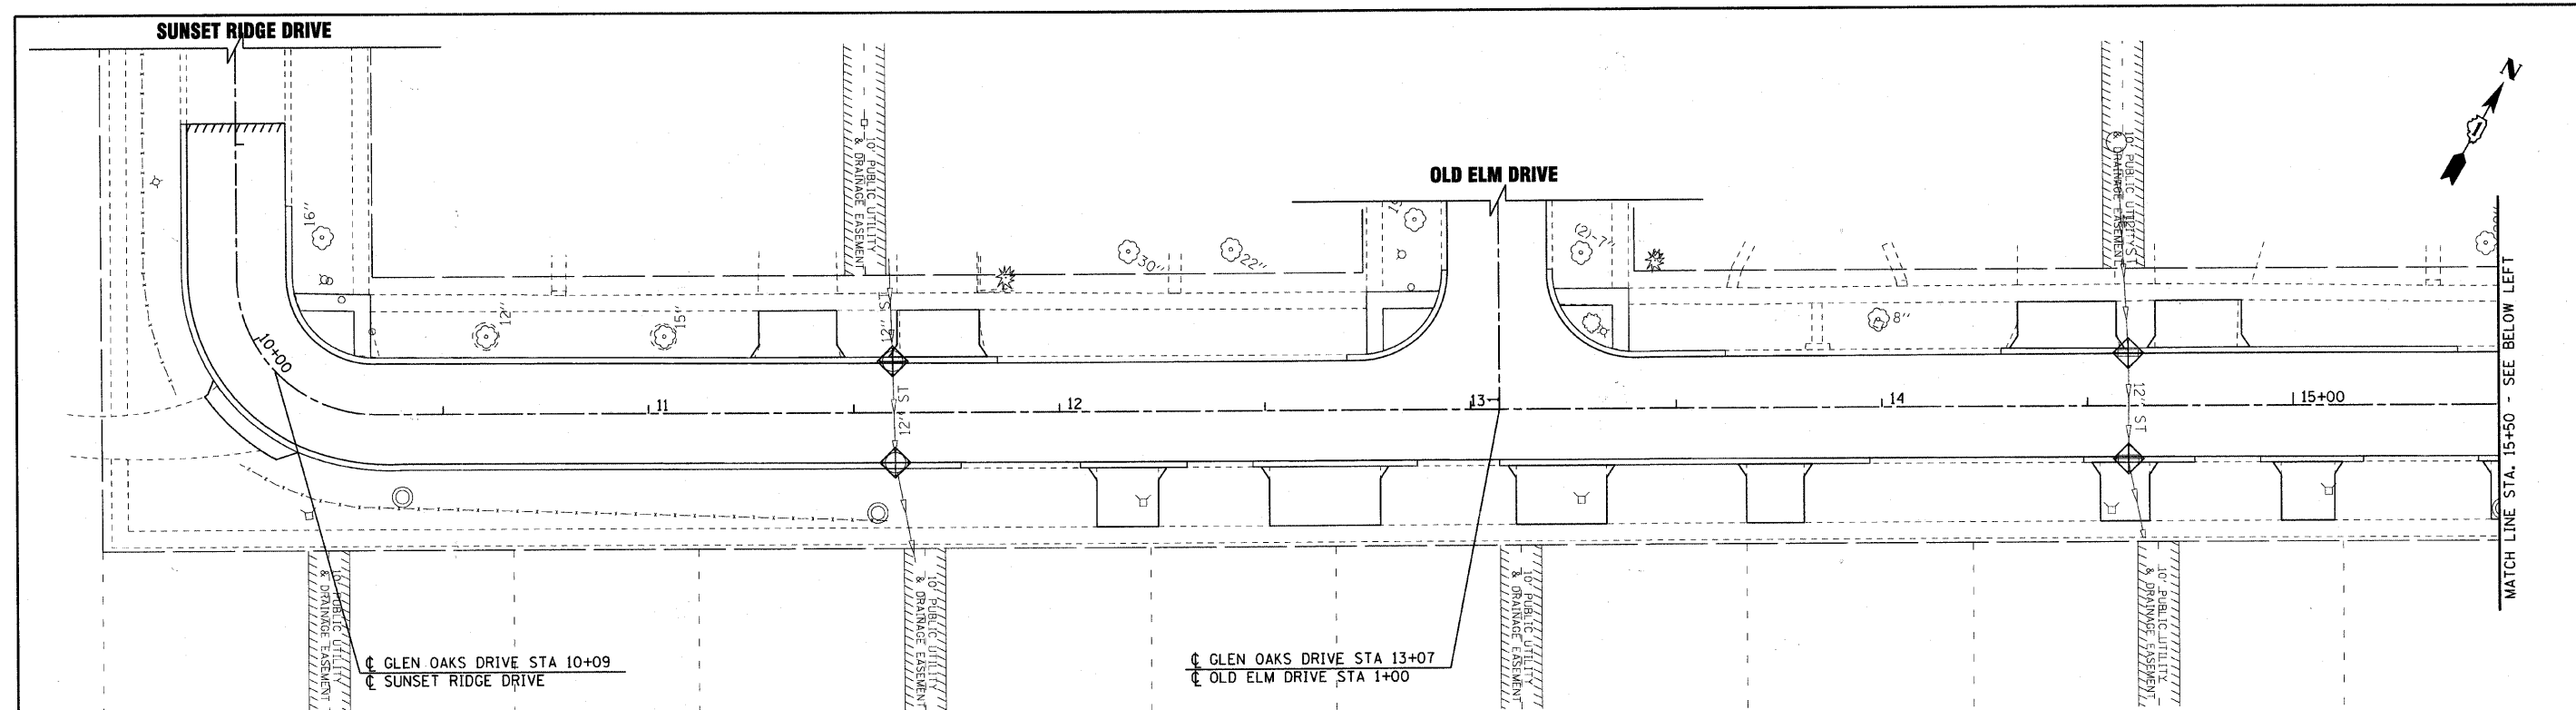 SUNSET RIDGE DRIVE
N
OLD ELM DRIVE
10' PUBLIC UTILITY
& DRAINAGE EASEMENT
10' PUBLIC UTILITY
& DRAINAGE EASEMENT
ST
16"
(2)-7"
30"
22"
12"
15"
12" ST
8"
10+00
11
12
13
14
15+00
12" ST
12" ST
MATCH LINE STA. 15+50 - SEE BELOW LEFT
10' PUBLIC UTILITY
& DRAINAGE EASEMENT
10' PUBLIC UTILITY
& DRAINAGE EASEMENT
10' PUBLIC UTILITY
& DRAINAGE EASEMENT
10' PUBLIC UTILITY
& DRAINAGE EASEMENT
℄ GLEN OAKS DRIVE STA 10+09
℄ SUNSET RIDGE DRIVE
℄ GLEN OAKS DRIVE STA 13+07
℄ OLD ELM DRIVE STA 1+00